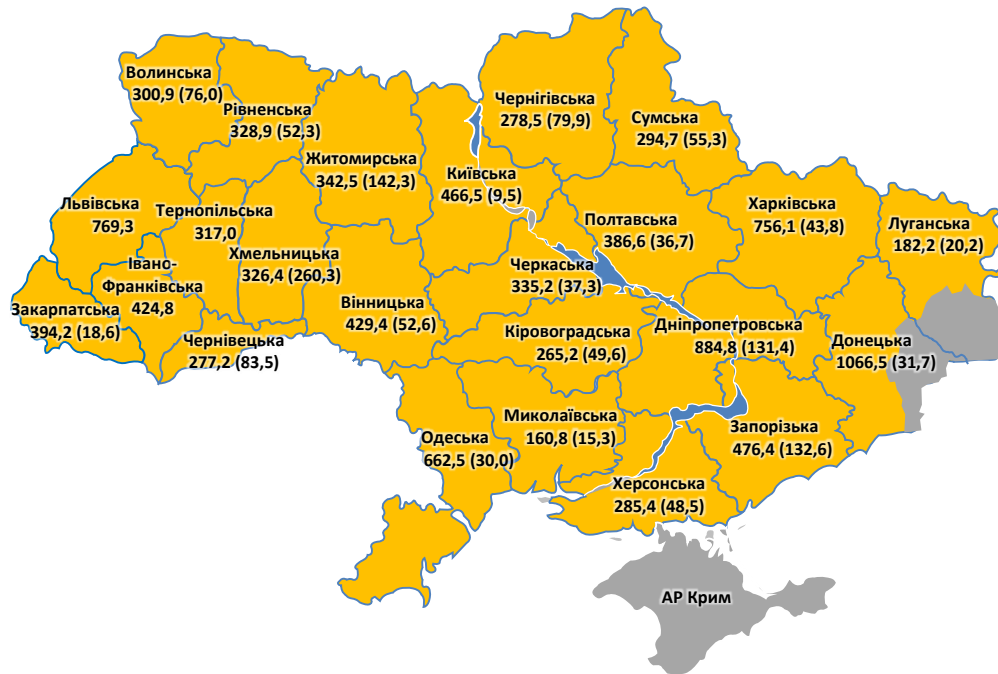 Волинська
300,9 (76,0)
Рівненська
328,9 (52,3)
Житомирська
342,5 (142,3)
Київська
466,5 (9,5)
Чернігівська
278,5 (79,9)
Сумська
294,7 (55,3)
Львівська
769,3
Тернопільська
317,0
Хмельницька
326,4 (260,3)
Івано-
Франківська
424,8
Закарпатська
394,2 (18,6)
Чернівецька
277,2 (83,5)
Вінницька
429,4 (52,6)
Черкаська
335,2 (37,3)
Полтавська
386,6 (36,7)
Харківська
756,1 (43,8)
Луганська
182,2 (20,2)
Кіровоградська
265,2 (49,6)
Дніпропетровська
884,8 (131,4)
Донецька
1066,5 (31,7)
Одеська
662,5 (30,0)
Миколаївська
160,8 (15,3)
Запорізька
476,4 (132,6)
Херсонська
285,4 (48,5)
АР Крим